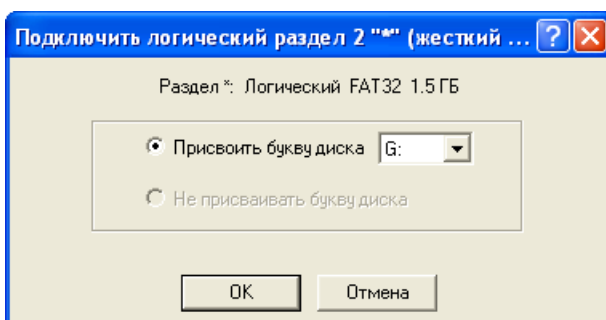 Подключить логический раздел 2 "*" (жесткий ...
Раздел *: Логический FAT32 1.5 ГБ
Присвоить букву диска G:
Не присваивать букву диска
OK Отмена